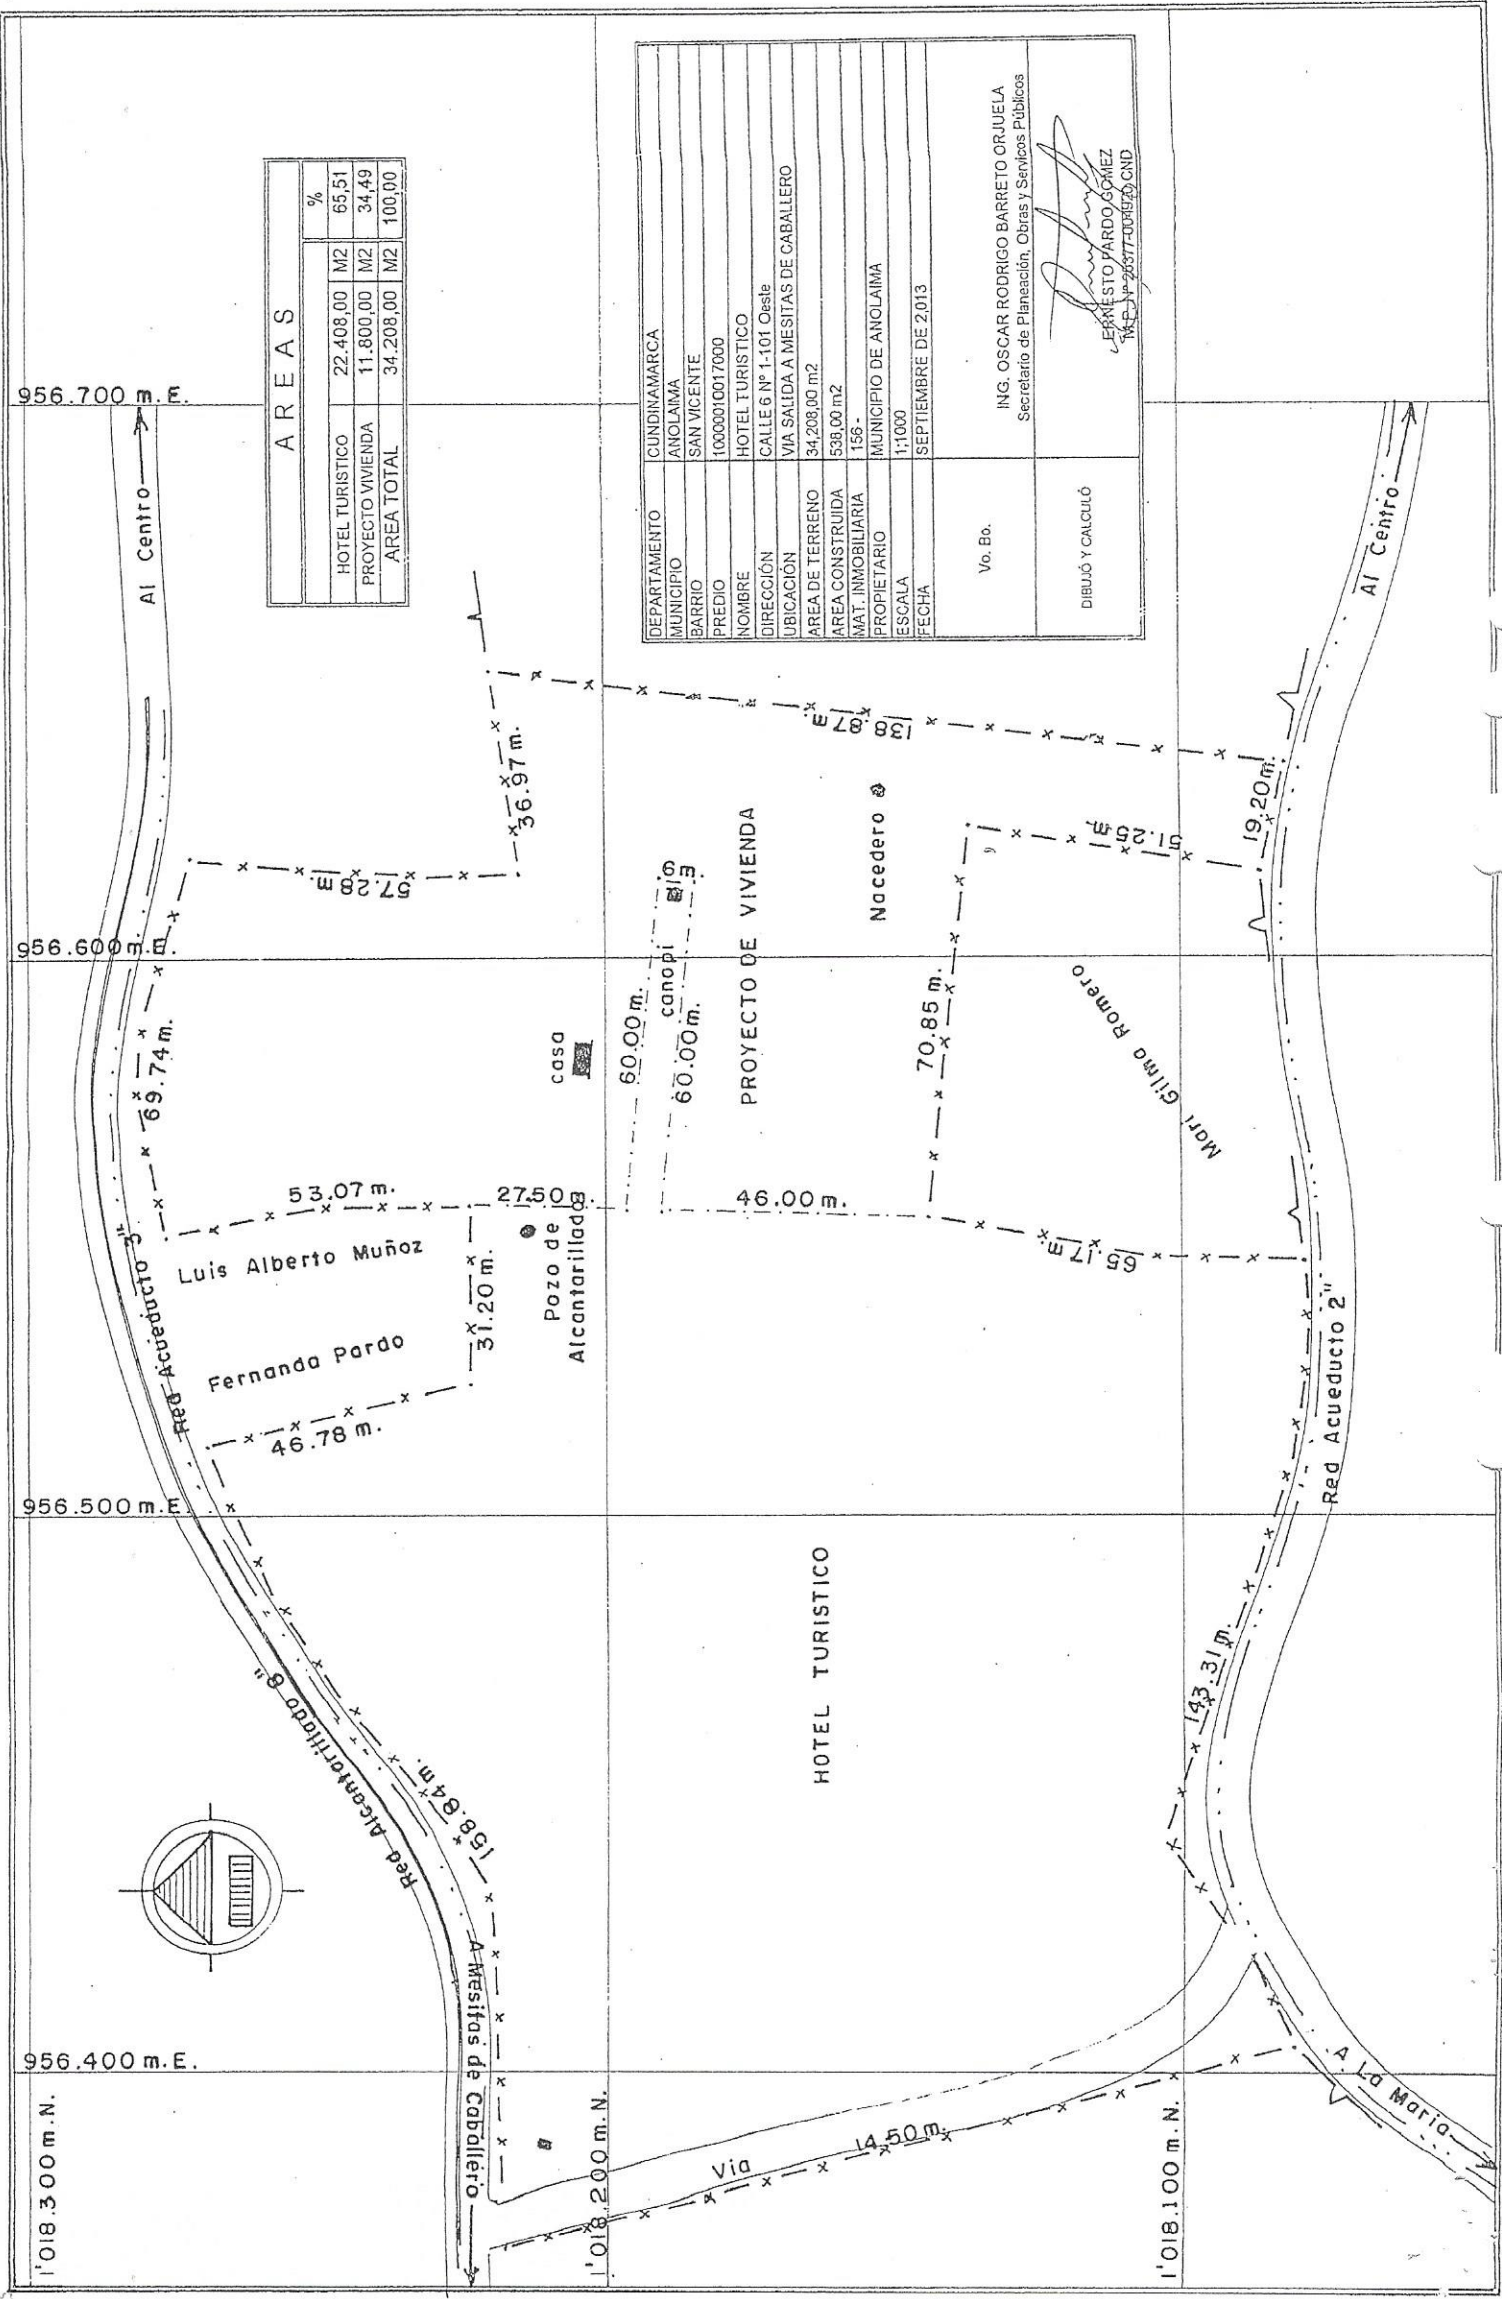 1'018.300 m.N.
1'018.200 m.N.
1'018.100 m.N.
956.400 m.E.
956.500 m.E.
956.600 m.E.
956.700 m.E.
A Mesitas de Caballerio
Red Alcantarillado 8"
Red Acueducto 3"
Al Centro
158.84 m.
46.78 m.
Fernanda Pardo
Luis Alberto Muñoz
31.20 m.
53.07 m.
69.74 m.
57.28 m.
36.97 m.
27.50 m.
Pozo de
Alcantarillado
casa
60.00 m.
canopi
60.00 m.
46.00 m.
PROYECTO DE VIVIENDA
Nacedero
138.87 m.
70.85 m.
51.25 m.
19.20 m.
65.17 m.
Mari Gilma Romero
HOTEL TURISTICO
143.31 m.
Red Acueducto 2"
Al Centro
Via
14.50 m.
A La Maria
AREAS
%
HOTEL TURISTICO 22.408,00 M2 65,51
PROYECTO VIVIENDA 11.800,00 M2 34,49
AREA TOTAL 34.208,00 M2 100,00
DEPARTAMENTO CUNDINAMARCA
MUNICIPIO ANOLAIMA
BARRIO SAN VICENTE
PREDIO 10000010017000
NOMBRE HOTEL TURISTICO
DIRECCIÓN CALLE 6 Nº 1-101 Oeste
UBICACIÓN VIA SALIDA A MESITAS DE CABALLERO
AREA DE TERRENO 34,208,00 m2
AREA CONSTRUIDA 538,00 m2
MAT. INMOBILIARIA 156 -
PROPIETARIO MUNICIPIO DE ANOLAIMA
ESCALA 1;1000
FECHA SEPTIEMBRE DE 2,013
Vo. Bo.
ING. OSCAR RODRIGO BARRETO ORJUELA
Secretario de Planeación, Obras y Servicos Públicos
DIBUJÓ Y CALCULÓ
ERNESTO PARDO GOMEZ
CND